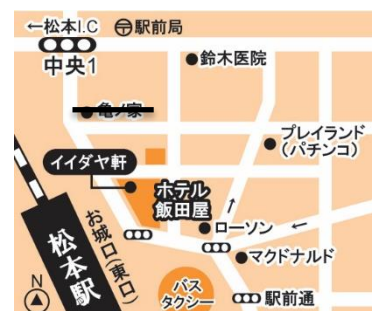 ←松本I.C
〒駅前局
中央1
鈴木医院
亀ノ家
プレイランド
(パチンコ)
イイダヤ軒
ホテル
飯田屋
お城口(東口)
ローソン
松本駅
マクドナルド
N
バス
タクシー
駅前通